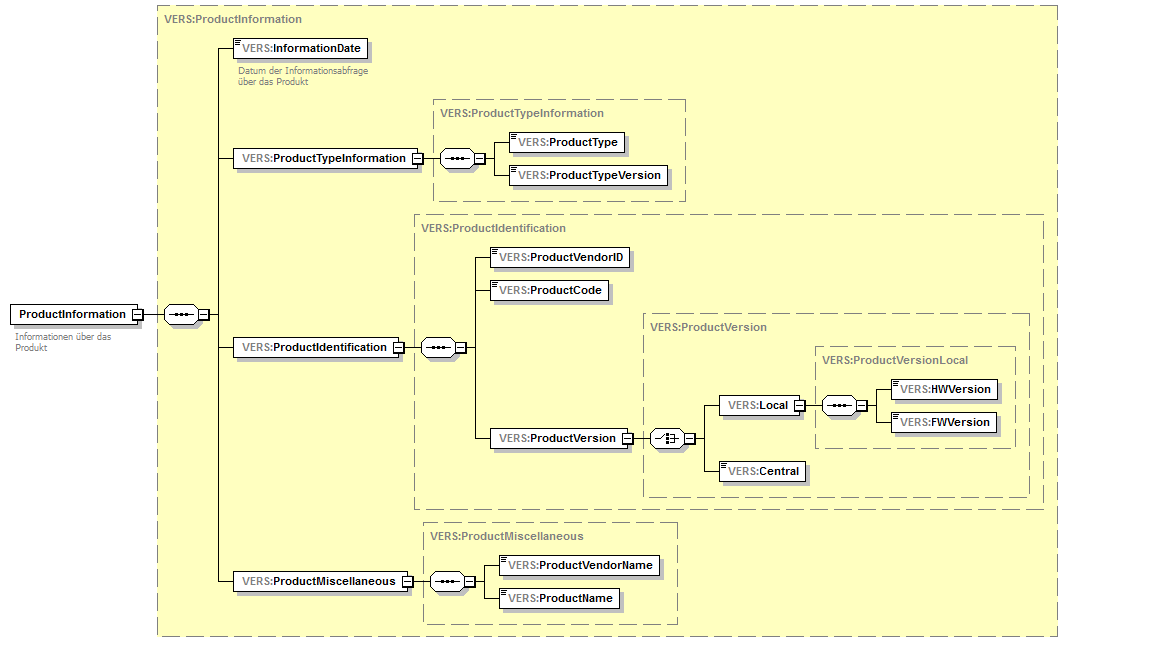 VERS:ProductInformation
VERS:InformationDate
Datum der Informationsabfrage
über das Produkt
VERS:ProductTypeInformation
VERS:ProductType
VERS:ProductTypeInformation
VERS:ProductTypeVersion
VERS:ProductIdentification
VERS:ProductVendorID
VERS:ProductCode
ProductInformation
Informationen über das
Produkt
VERS:ProductVersion
VERS:ProductIdentification
VERS:ProductVersionLocal
VERS:HWVersion
VERS:Local
VERS:FWVersion
VERS:ProductVersion
VERS:Central
VERS:ProductMiscellaneous
VERS:ProductVendorName
VERS:ProductMiscellaneous
VERS:ProductName